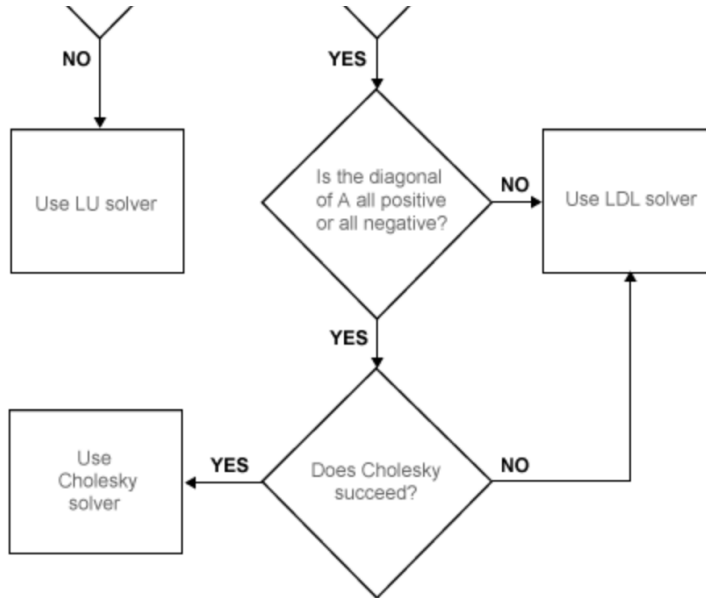 NO
YES
Use LU solver
Is the diagonal
of A all positive
or all negative?
NO
Use LDL solver
YES
Use
Cholesky
solver
YES
Does Cholesky
succeed?
NO